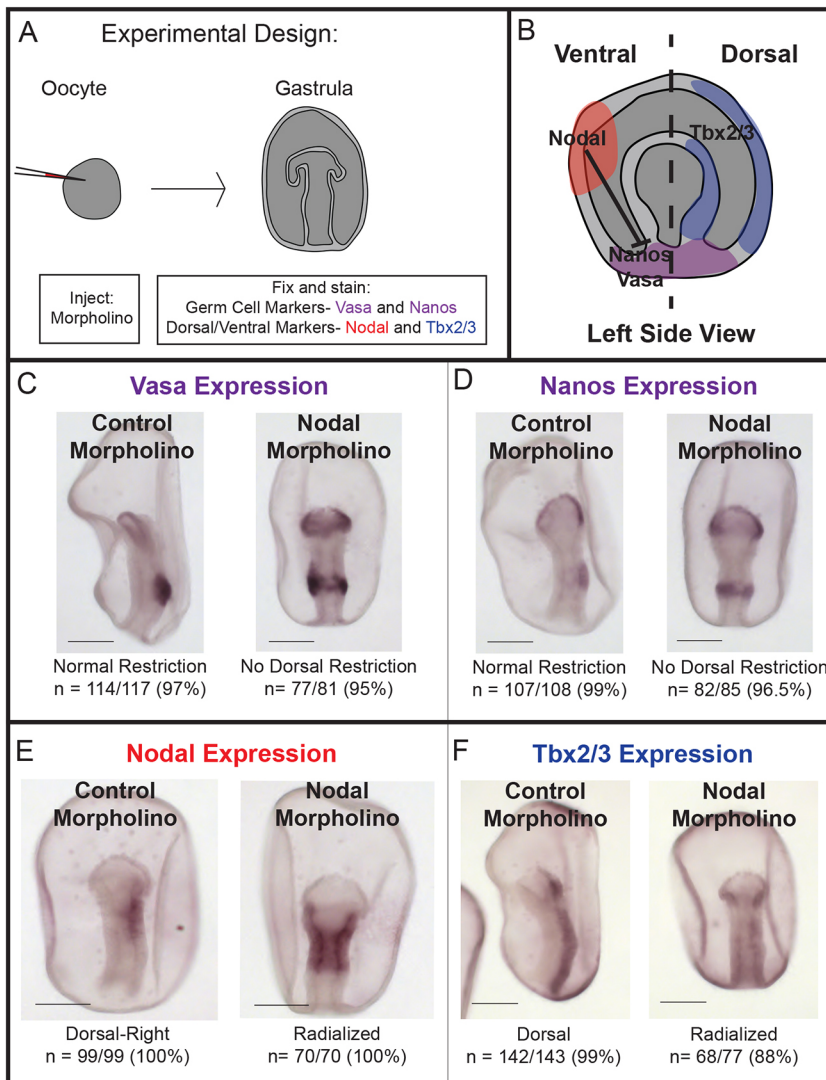 A
Experimental Design:
Oocyte
Gastrula
Inject:
Morpholino
Fix and stain:
Germ Cell Markers- Vasa and Nanos
Dorsal/Ventral Markers- Nodal and Tbx2/3
B
Ventral
Dorsal
Nodal
Tbx2/3
Nanos
Vasa
Left Side View
C
Vasa Expression
Control
Morpholino
Nodal
Morpholino
Normal Restriction
n = 114/117 (97%)
No Dorsal Restriction
n= 77/81 (95%)
D
Nanos Expression
Control
Morpholino
Nodal
Morpholino
Normal Restriction
n = 107/108 (99%)
No Dorsal Restriction
n= 82/85 (96.5%)
E
Nodal Expression
Control
Morpholino
Nodal
Morpholino
Dorsal-Right
n = 99/99 (100%)
Radialized
n = 70/70 (100%)
F
Tbx2/3 Expression
Control
Morpholino
Nodal
Morpholino
Dorsal
n = 142/143 (99%)
Radialized
n= 68/77 (88%)